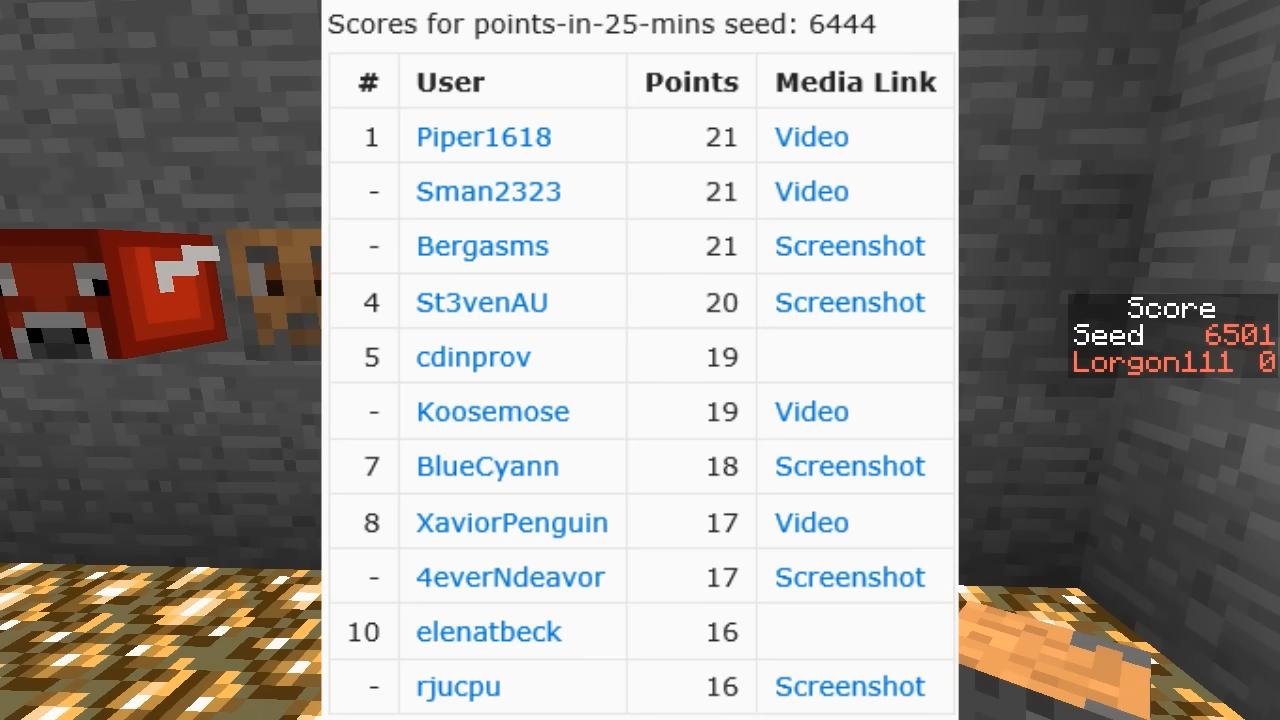 Scores for points-in-25-mins seed: 6444
# User Points Media Link
1 Piper1618 21 Video
- Sman2323 21 Video
- Bergasms 21 Screenshot
4 St3venAU 20 Screenshot
5 cdinprov 19
- Koosemose 19 Video
7 BlueCyann 18 Screenshot
8 XaviorPenguin 17 Video
- 4everNdeavor 17 Screenshot
10 elenatbeck 16
- rjucpu 16 Screenshot
Score
Seed 6501
Lorgon111 0